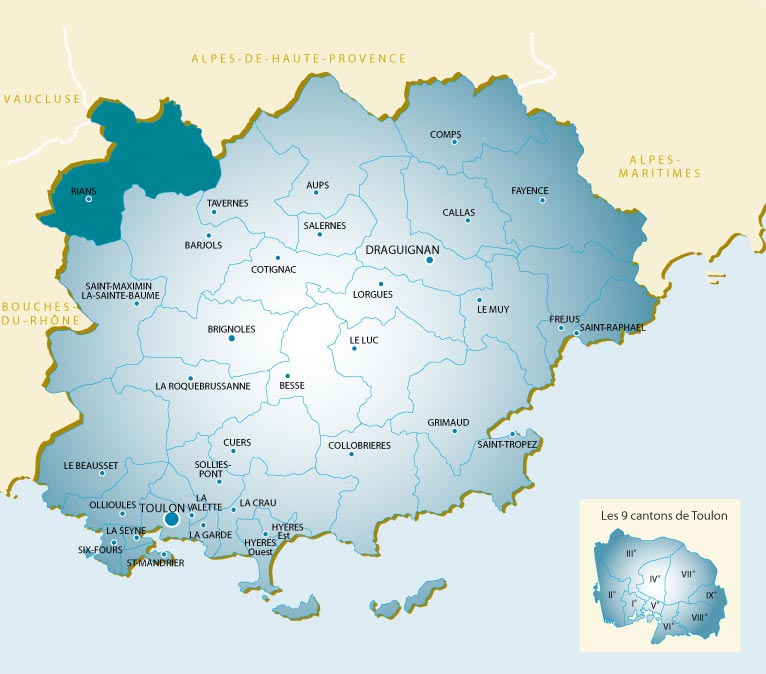 ALPES-DE-HAUTE-PROVENCE
VAUCLUSE
COMPS
ALPES-
MARITIMES
RIANS
AUPS
FAYENCE
TAVERNES
CALLAS
SALERNES
BARJOLS
DRAGUIGNAN
COTIGNAC
SAINT-MAXIMIN
LA-SAINTE-BAUME
LORGUES
BOUCHES-
DU-RHÔNE
LE MUY
FREJUS
SAINT-RAPHAEL
BRIGNOLES
LE LUC
LA ROQUEBRUSSANNE
BESSE
GRIMAUD
SAINT-TROPEZ
CUERS
COLLOBRIERES
LE BEAUSSET
SOLLIES-
PONT
OLLIOULES
TOULON
LA
VALETTE
LA CRAU
LA SEYNE
LA GARDE
HYERES
Est
HYERES
Ouest
SIX-FOURS
ST-MANDRIER
Les 9 cantons de Toulon
III°
IV°
VII°
II°
I°
V°
IX°
VI°
VIII°